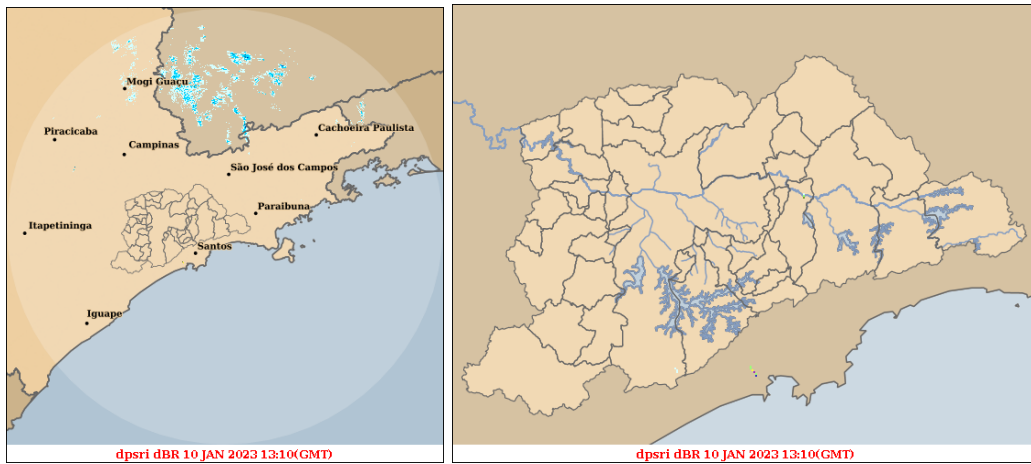 Mogi Guaçu
Piracicaba
Campinas
Cachoeira Paulista
São José dos Campos
Paraibuna
Itapetininga
Santos
Iguape
dpsri dBR 10 JAN 2023 13:10(GMT)
dpsri dBR 10 JAN 2023 13:10(GMT)